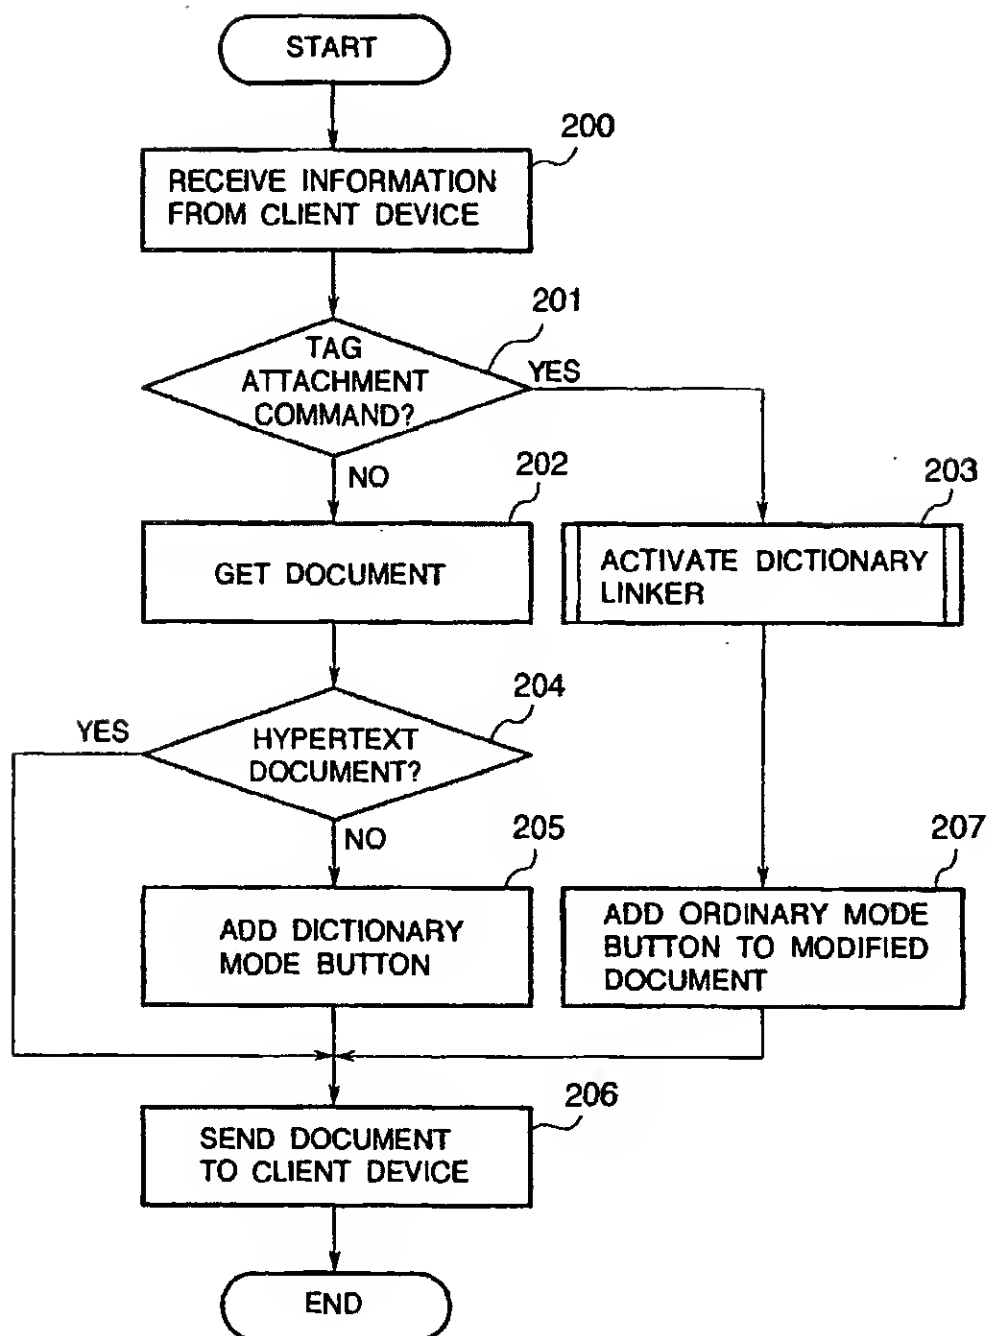 START
200
RECEIVE INFORMATION
FROM CLIENT DEVICE
201
TAG
ATTACHMENT
COMMAND?
YES
NO
202
GET DOCUMENT
203
ACTIVATE DICTIONARY
LINKER
204
YES
HYPERTEXT
DOCUMENT?
NO
205
ADD DICTIONARY
MODE BUTTON
207
ADD ORDINARY MODE
BUTTON TO MODIFIED
DOCUMENT
206
SEND DOCUMENT
TO CLIENT DEVICE
END